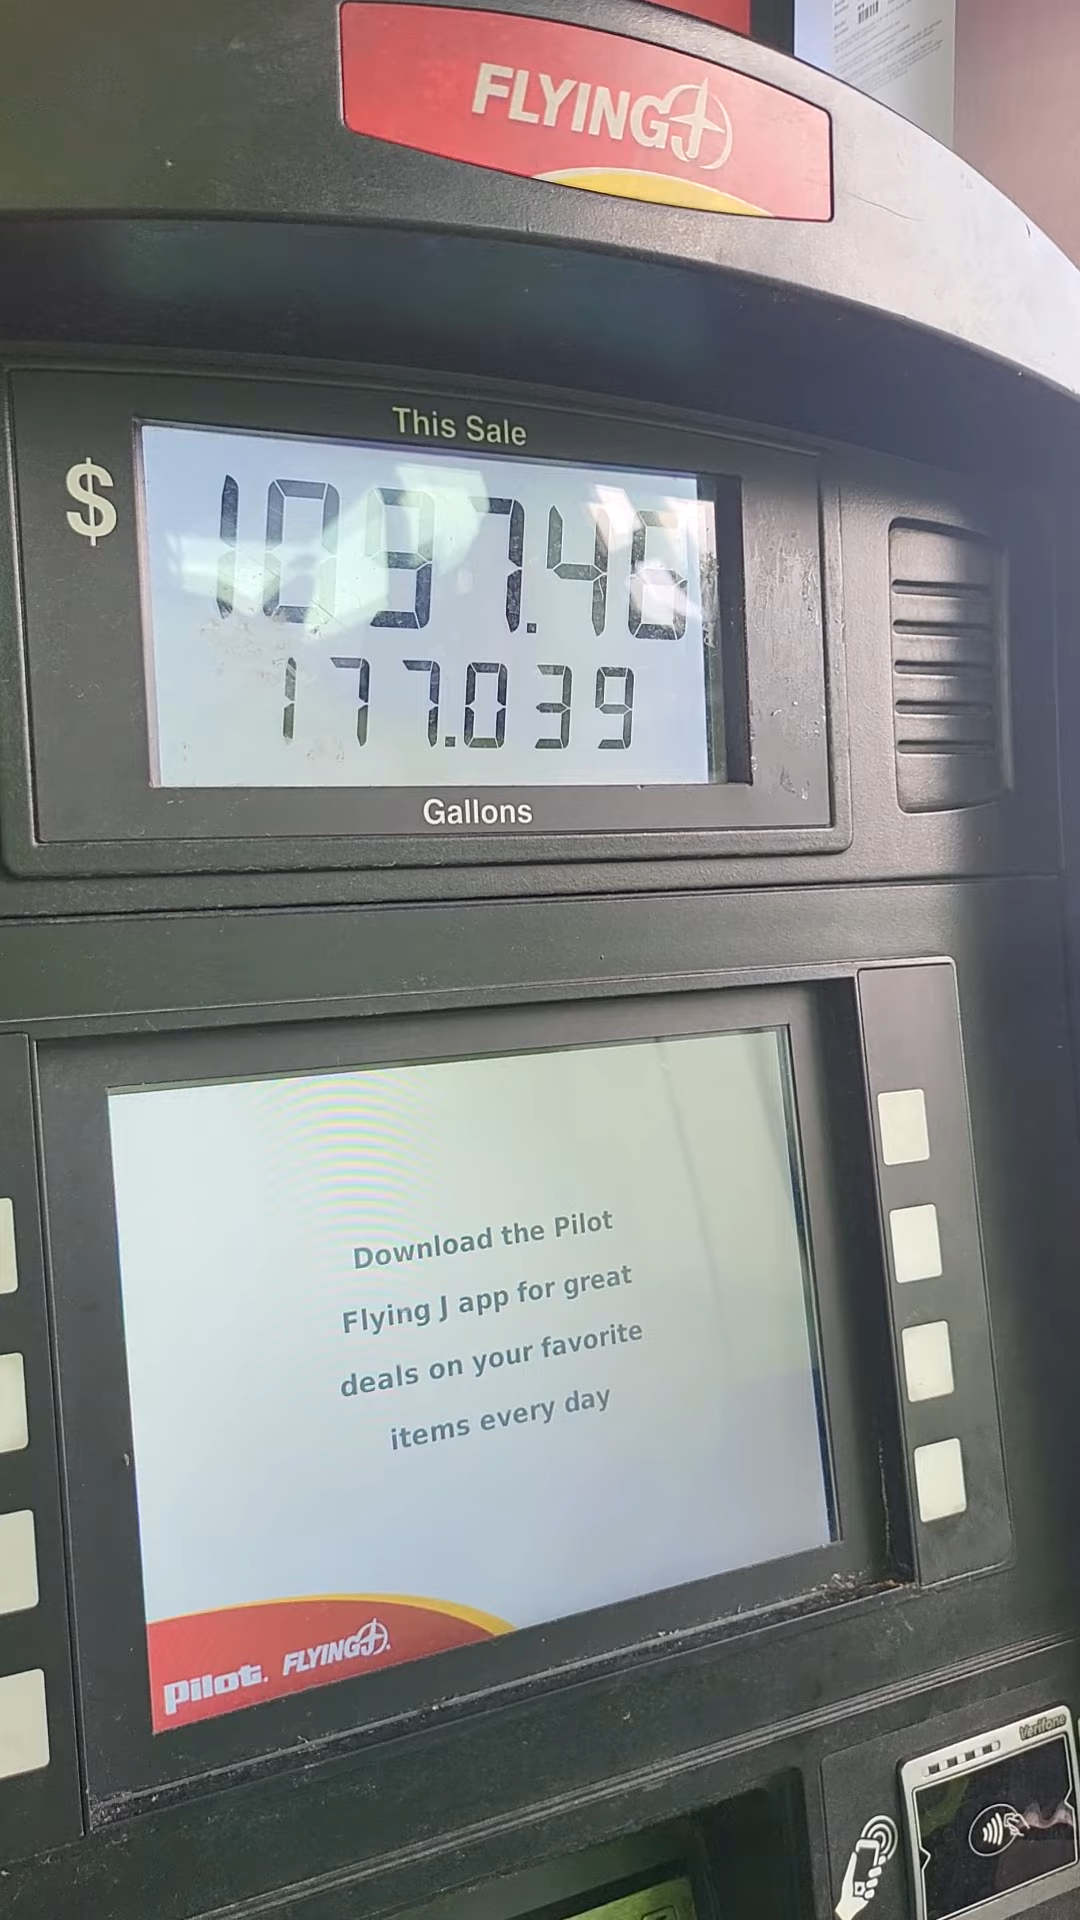 FLYING J
This Sale
$
1097.46
177.039
Gallons
Download the Pilot
Flying J app for great
deals on your favorite
items every day
Pilot. FLYING J.
Verifone